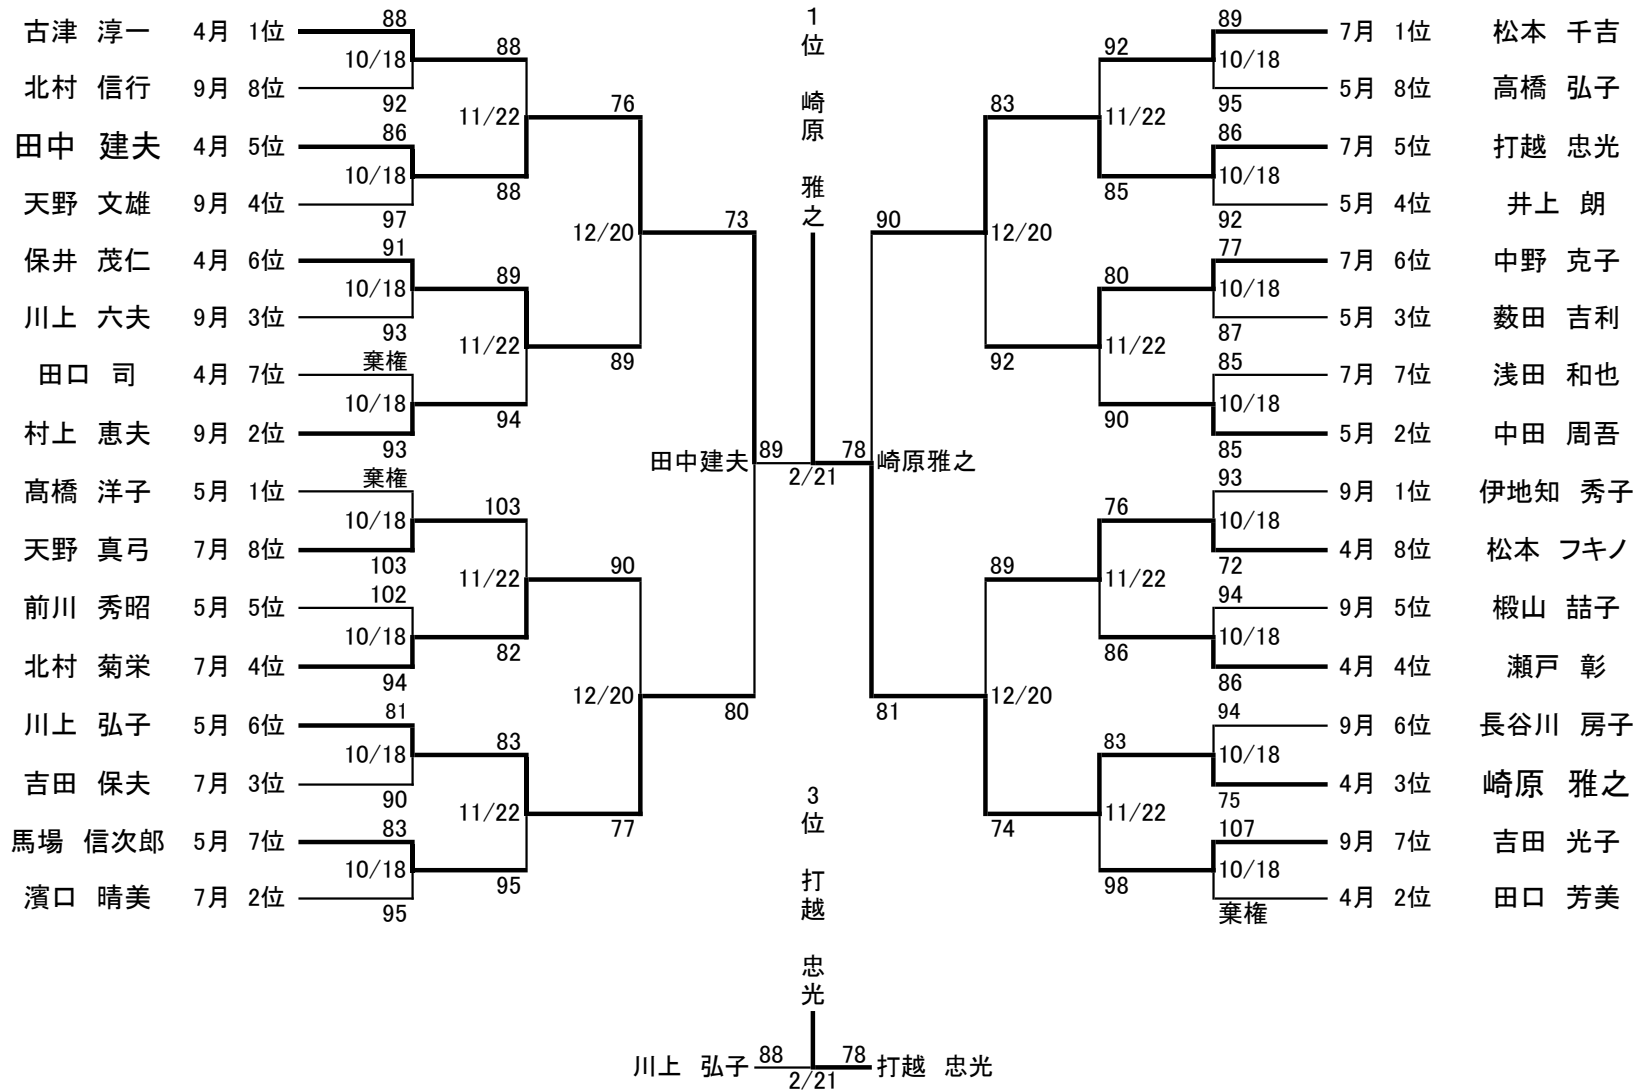 1位 崎原 雅之
古津 淳一 4月 1位 88
10/18 88
北村 信行 9月 8位 92
11/22 76
田中 建夫 4月 5位 86
10/18 88
天野 文雄 9月 4位 97
12/20 73
保井 茂仁 4月 6位 91
10/18 89
川上 六夫 9月 3位 93
11/22 89
田口 司 4月 7位 棄権
10/18 94
村上 恵夫 9月 2位 93
田中建夫 89 2/21 78 崎原雅之
髙橋 洋子 5月 1位 棄権
10/18 103
天野 真弓 7月 8位 103
11/22 90
前川 秀昭 5月 5位 102
10/18 82
北村 菊栄 7月 4位 94
12/20 80
川上 弘子 5月 6位 81
10/18 83
吉田 保夫 7月 3位 90
11/22 77
馬場 信次郎 5月 7位 83
10/18 95
濱口 晴美 7月 2位 95
89 7月 1位 松本 千吉
92 10/18
95 5月 8位 高橋 弘子
83 11/22
86 7月 5位 打越 忠光
85 10/18
92 5月 4位 井上 朗
90 12/20
77 7月 6位 中野 克子
80 10/18
87 5月 3位 薮田 吉利
92 11/22
85 7月 7位 浅田 和也
90 10/18
85 5月 2位 中田 周吾
93 9月 1位 伊地知 秀子
76 10/18
72 4月 8位 松本 フキノ
89 11/22
94 9月 5位 椴山 喆子
86 10/18
86 4月 4位 瀬戸 彰
81 12/20
94 9月 6位 長谷川 房子
83 10/18
75 4月 3位 崎原 雅之
74 11/22
107 9月 7位 吉田 光子
98 10/18
棄権 4月 2位 田口 芳美
3位 打越 忠光
川上 弘子 88 2/21 78 打越 忠光